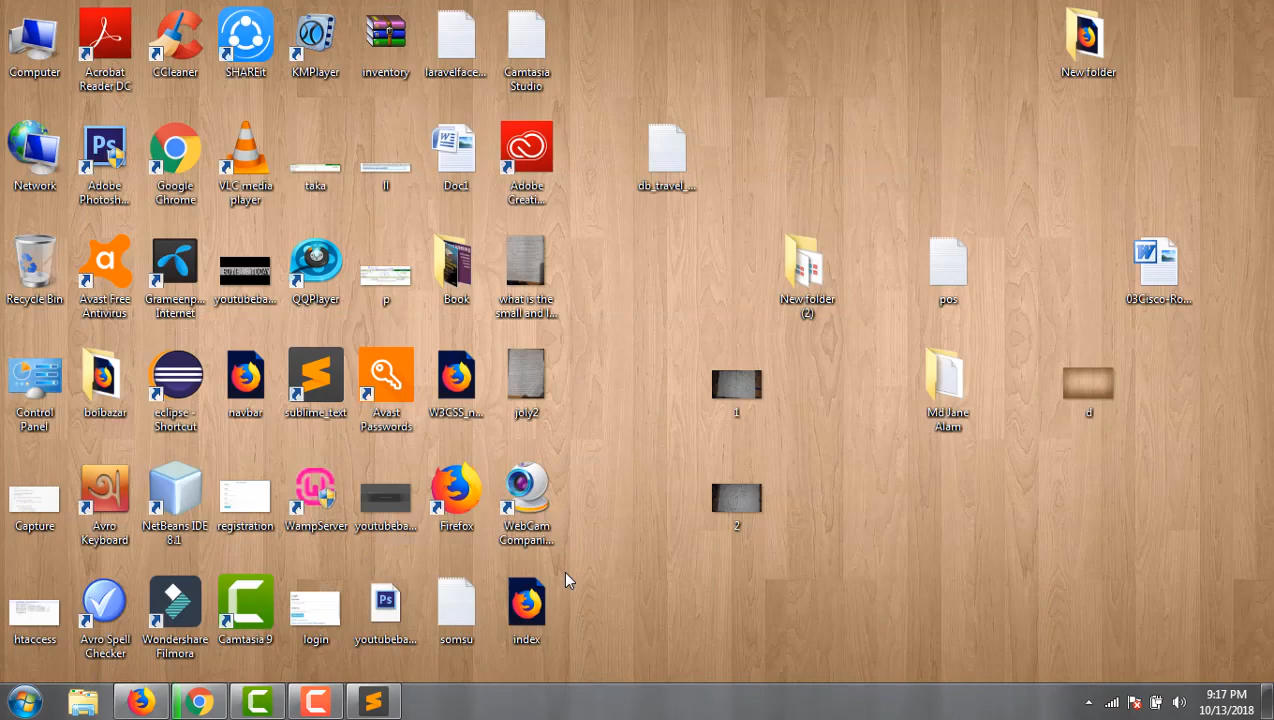 Computer
Acrobat
Reader DC
CCleaner
SHAREit
KMPlayer
inventory
laravelface...
Camtasia
Studio
New folder
Network
Adobe
Photosh...
Google
Chrome
VLC media
player
taka
ll
Doc1
Adobe
Creati...
db_travel_...
Recycle Bin
Avast Free
Antivirus
Grameenp...
Internet
youtubeba...
QQPlayer
p
Book
what is the
small and l...
New folder
(2)
pos
03Cisco-Ro...
Control
Panel
boibazar
eclipse -
Shortcut
navbar
sublime_text
Avast
Passwords
W3CSS_n...
joly2
1
Md Jane
Alam
d
Capture
Avro
Keyboard
NetBeans IDE
8.1
registration
WampServer
youtubeba...
Firefox
WebCam
Compani...
2
htaccess
Avro Spell
Checker
Wondershare
Filmora
Camtasia 9
login
youtubeba...
somsu
index
9:17 PM
10/13/2018